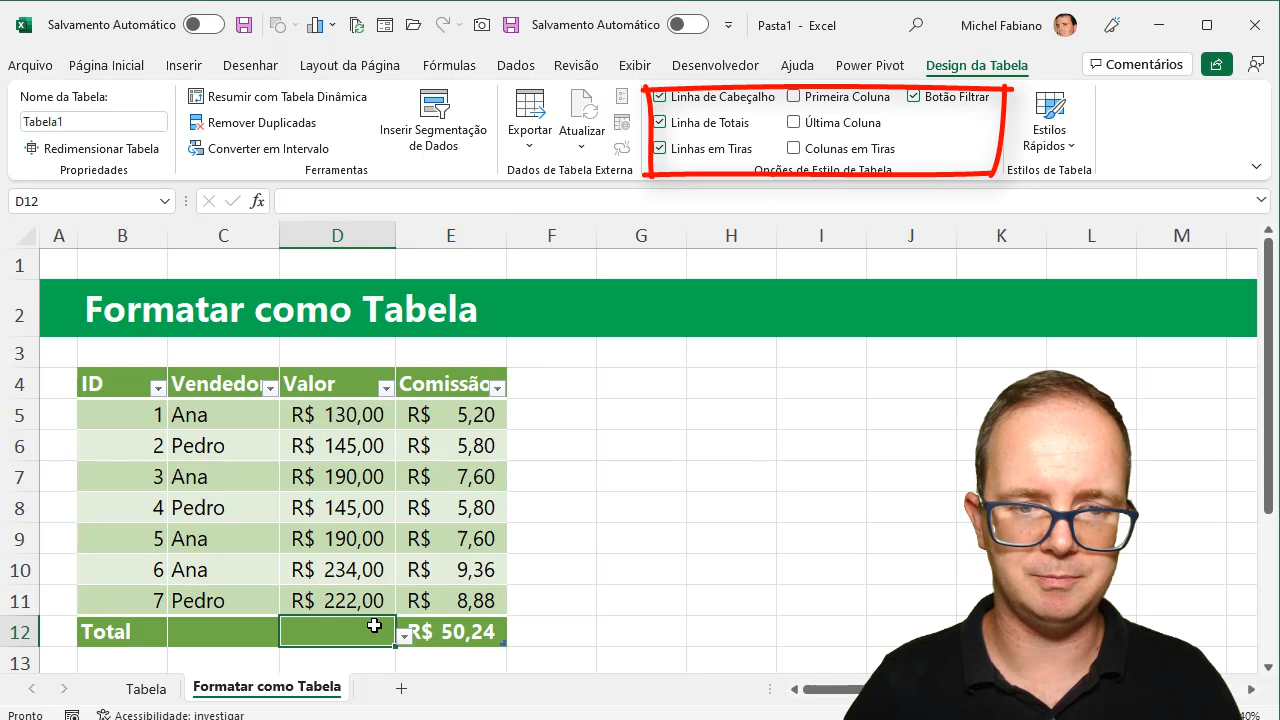 Salvamento Automático
Salvamento Automático
Pasta1 - Excel
Michel Fabiano
Arquivo Página Inicial Inserir Desenhar Layout da Página Fórmulas Dados Revisão Exibir Desenvolvedor Ajuda Power Pivot Design da Tabela Comentários
Nome da Tabela:
Tabela1
Redimensionar Tabela
Propriedades
Resumir com Tabela Dinâmica
Remover Duplicadas
Converter em Intervalo
Inserir Segmentação
de Dados
Ferramentas
Exportar
Atualizar
Dados de Tabela Externa
Linha de Cabeçalho Primeira Coluna Botão Filtrar
Linha de Totais Última Coluna
Linhas em Tiras Colunas em Tiras
Opções de Estilo de Tabela
Estilos
Rápidos
Estilos de Tabela
D12 fx
A B C D E F G H I J K L M
1
2 Formatar como Tabela
3
4 ID Vendedor Valor Comissão
5 1 Ana R$ 130,00 R$ 5,20
6 2 Pedro R$ 145,00 R$ 5,80
7 3 Ana R$ 190,00 R$ 7,60
8 4 Pedro R$ 145,00 R$ 5,80
9 5 Ana R$ 190,00 R$ 7,60
10 6 Ana R$ 234,00 R$ 9,36
11 7 Pedro R$ 222,00 R$ 8,88
12 Total R$ 50,24
13
Tabela Formatar como Tabela
Pronto Acessibilidade: investigar 40%